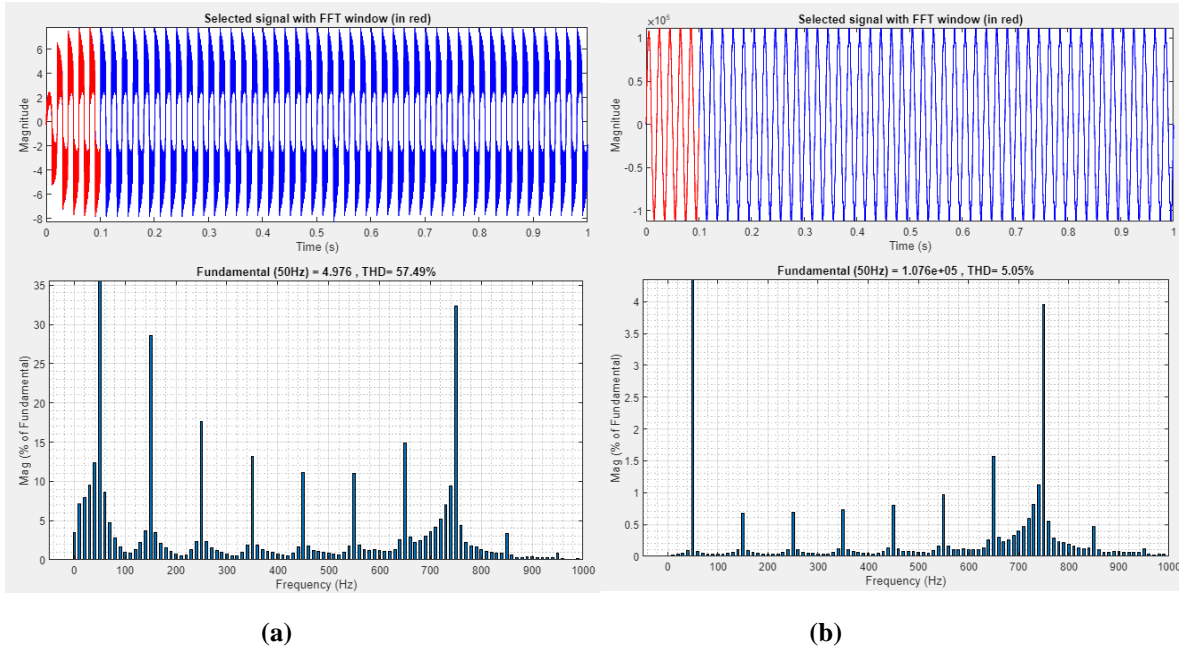 Selected signal with FFT window (in red)
Magnitude
6
4
2
0
-2
-4
-6
-8
0 0.1 0.2 0.3 0.4 0.5 0.6 0.7 0.8 0.9 1
Time (s)
Fundamental (50Hz) = 4.976 , THD= 57.49%
Mag (% of Fundamental)
35
30
25
20
15
10
5
0
0 100 200 300 400 500 600 700 800 900 1000
Frequency (Hz)
(a)
Selected signal with FFT window (in red)
×10⁵
Magnitude
1
0.5
0
-0.5
-1
0 0.1 0.2 0.3 0.4 0.5 0.6 0.7 0.8 0.9 1
Time (s)
Fundamental (50Hz) = 1.076e+05 , THD= 5.05%
Mag (% of Fundamental)
4
3.5
3
2.5
2
1.5
1
0.5
0
0 100 200 300 400 500 600 700 800 900 1000
Frequency (Hz)
(b)